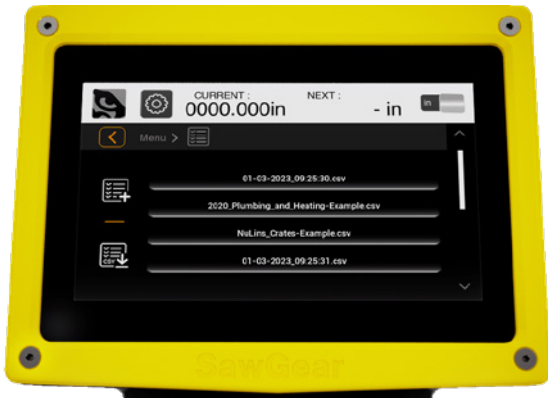 CURRENT : NEXT :
0000.000in - in in
Menu >
01-03-2023_09:25:30.csv
2020_Plumbing_and_Heating-Example.csv
NuLins_Crates-Example.csv
CSV
01-03-2023_09:25:31.csv
SawGear